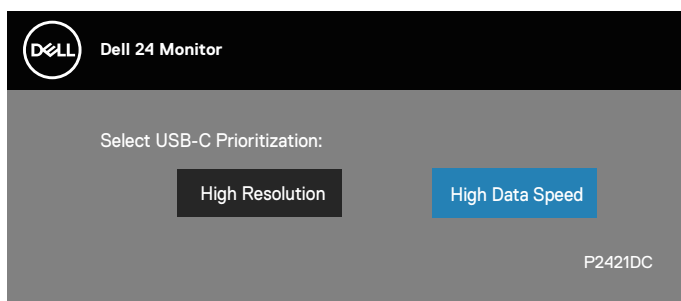 DELL
Dell 24 Monitor
Select USB-C Prioritization:
High Resolution
High Data Speed
P2421DC